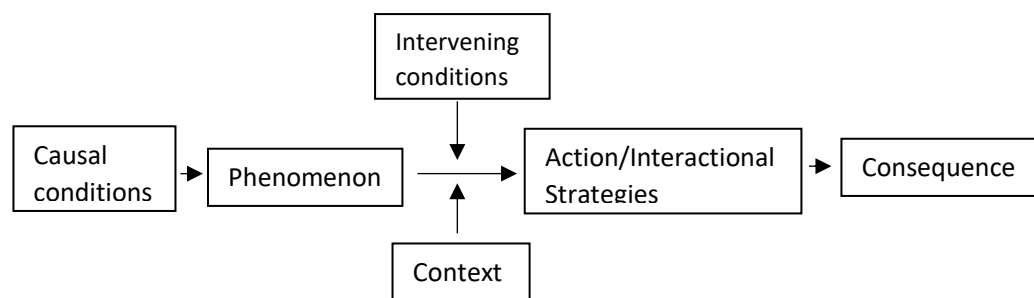 Intervening
conditions
Causal
conditions
Phenomenon
Action/Interactional
Strategies
Consequence
Context